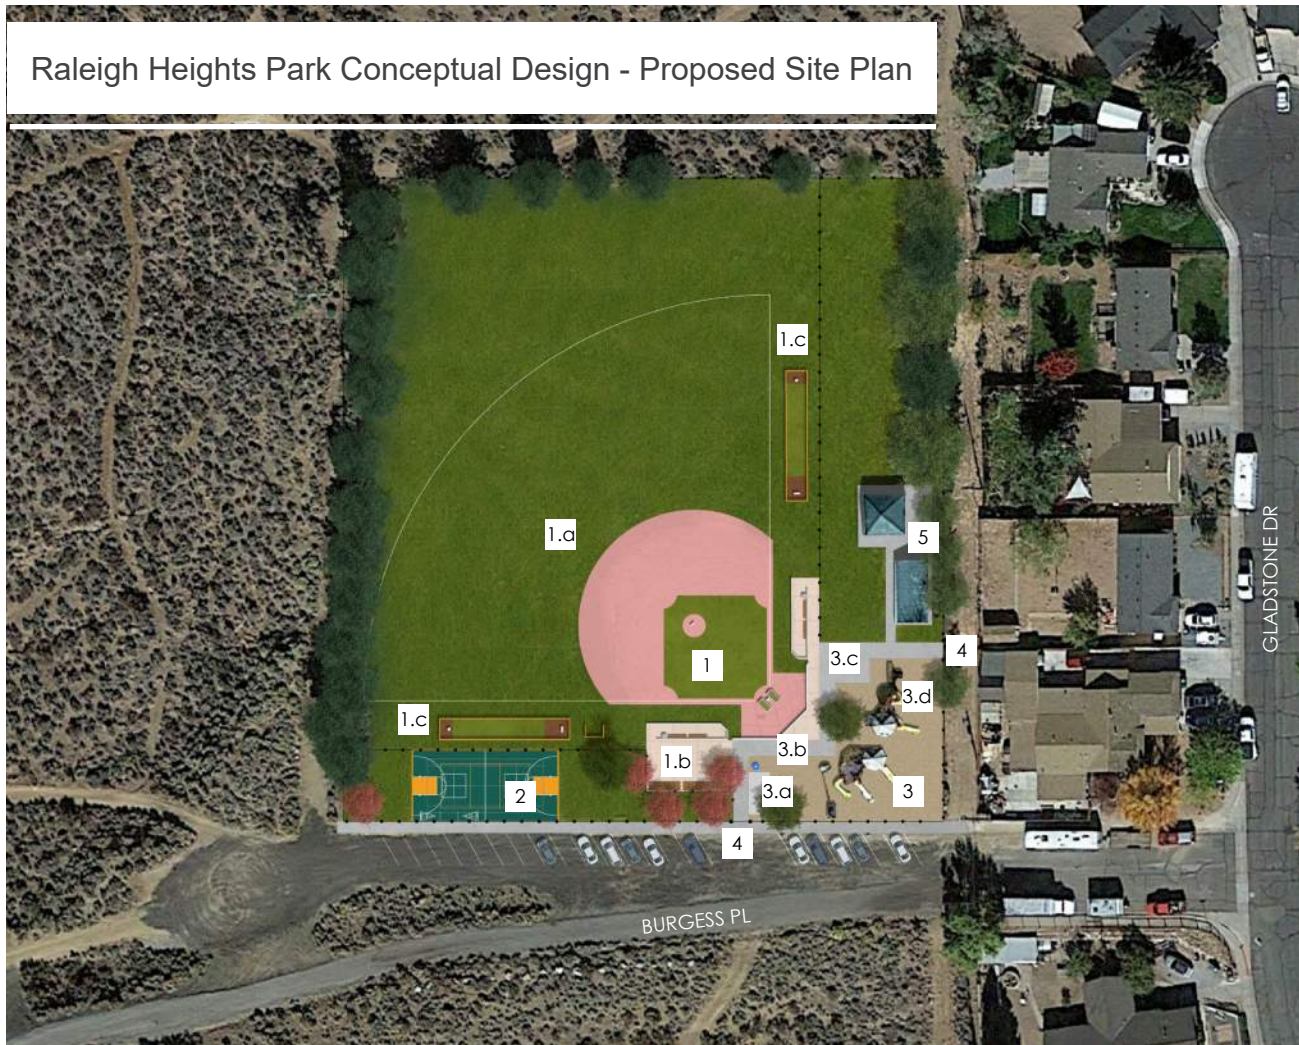 Raleigh Heights Park Conceptual Design - Proposed Site Plan
1.c
1.a
5
GLADSTONE DR
1
3.c
4
3.d
1.c
3.b
1.b
2
3.a
3
4
BURGESS PL